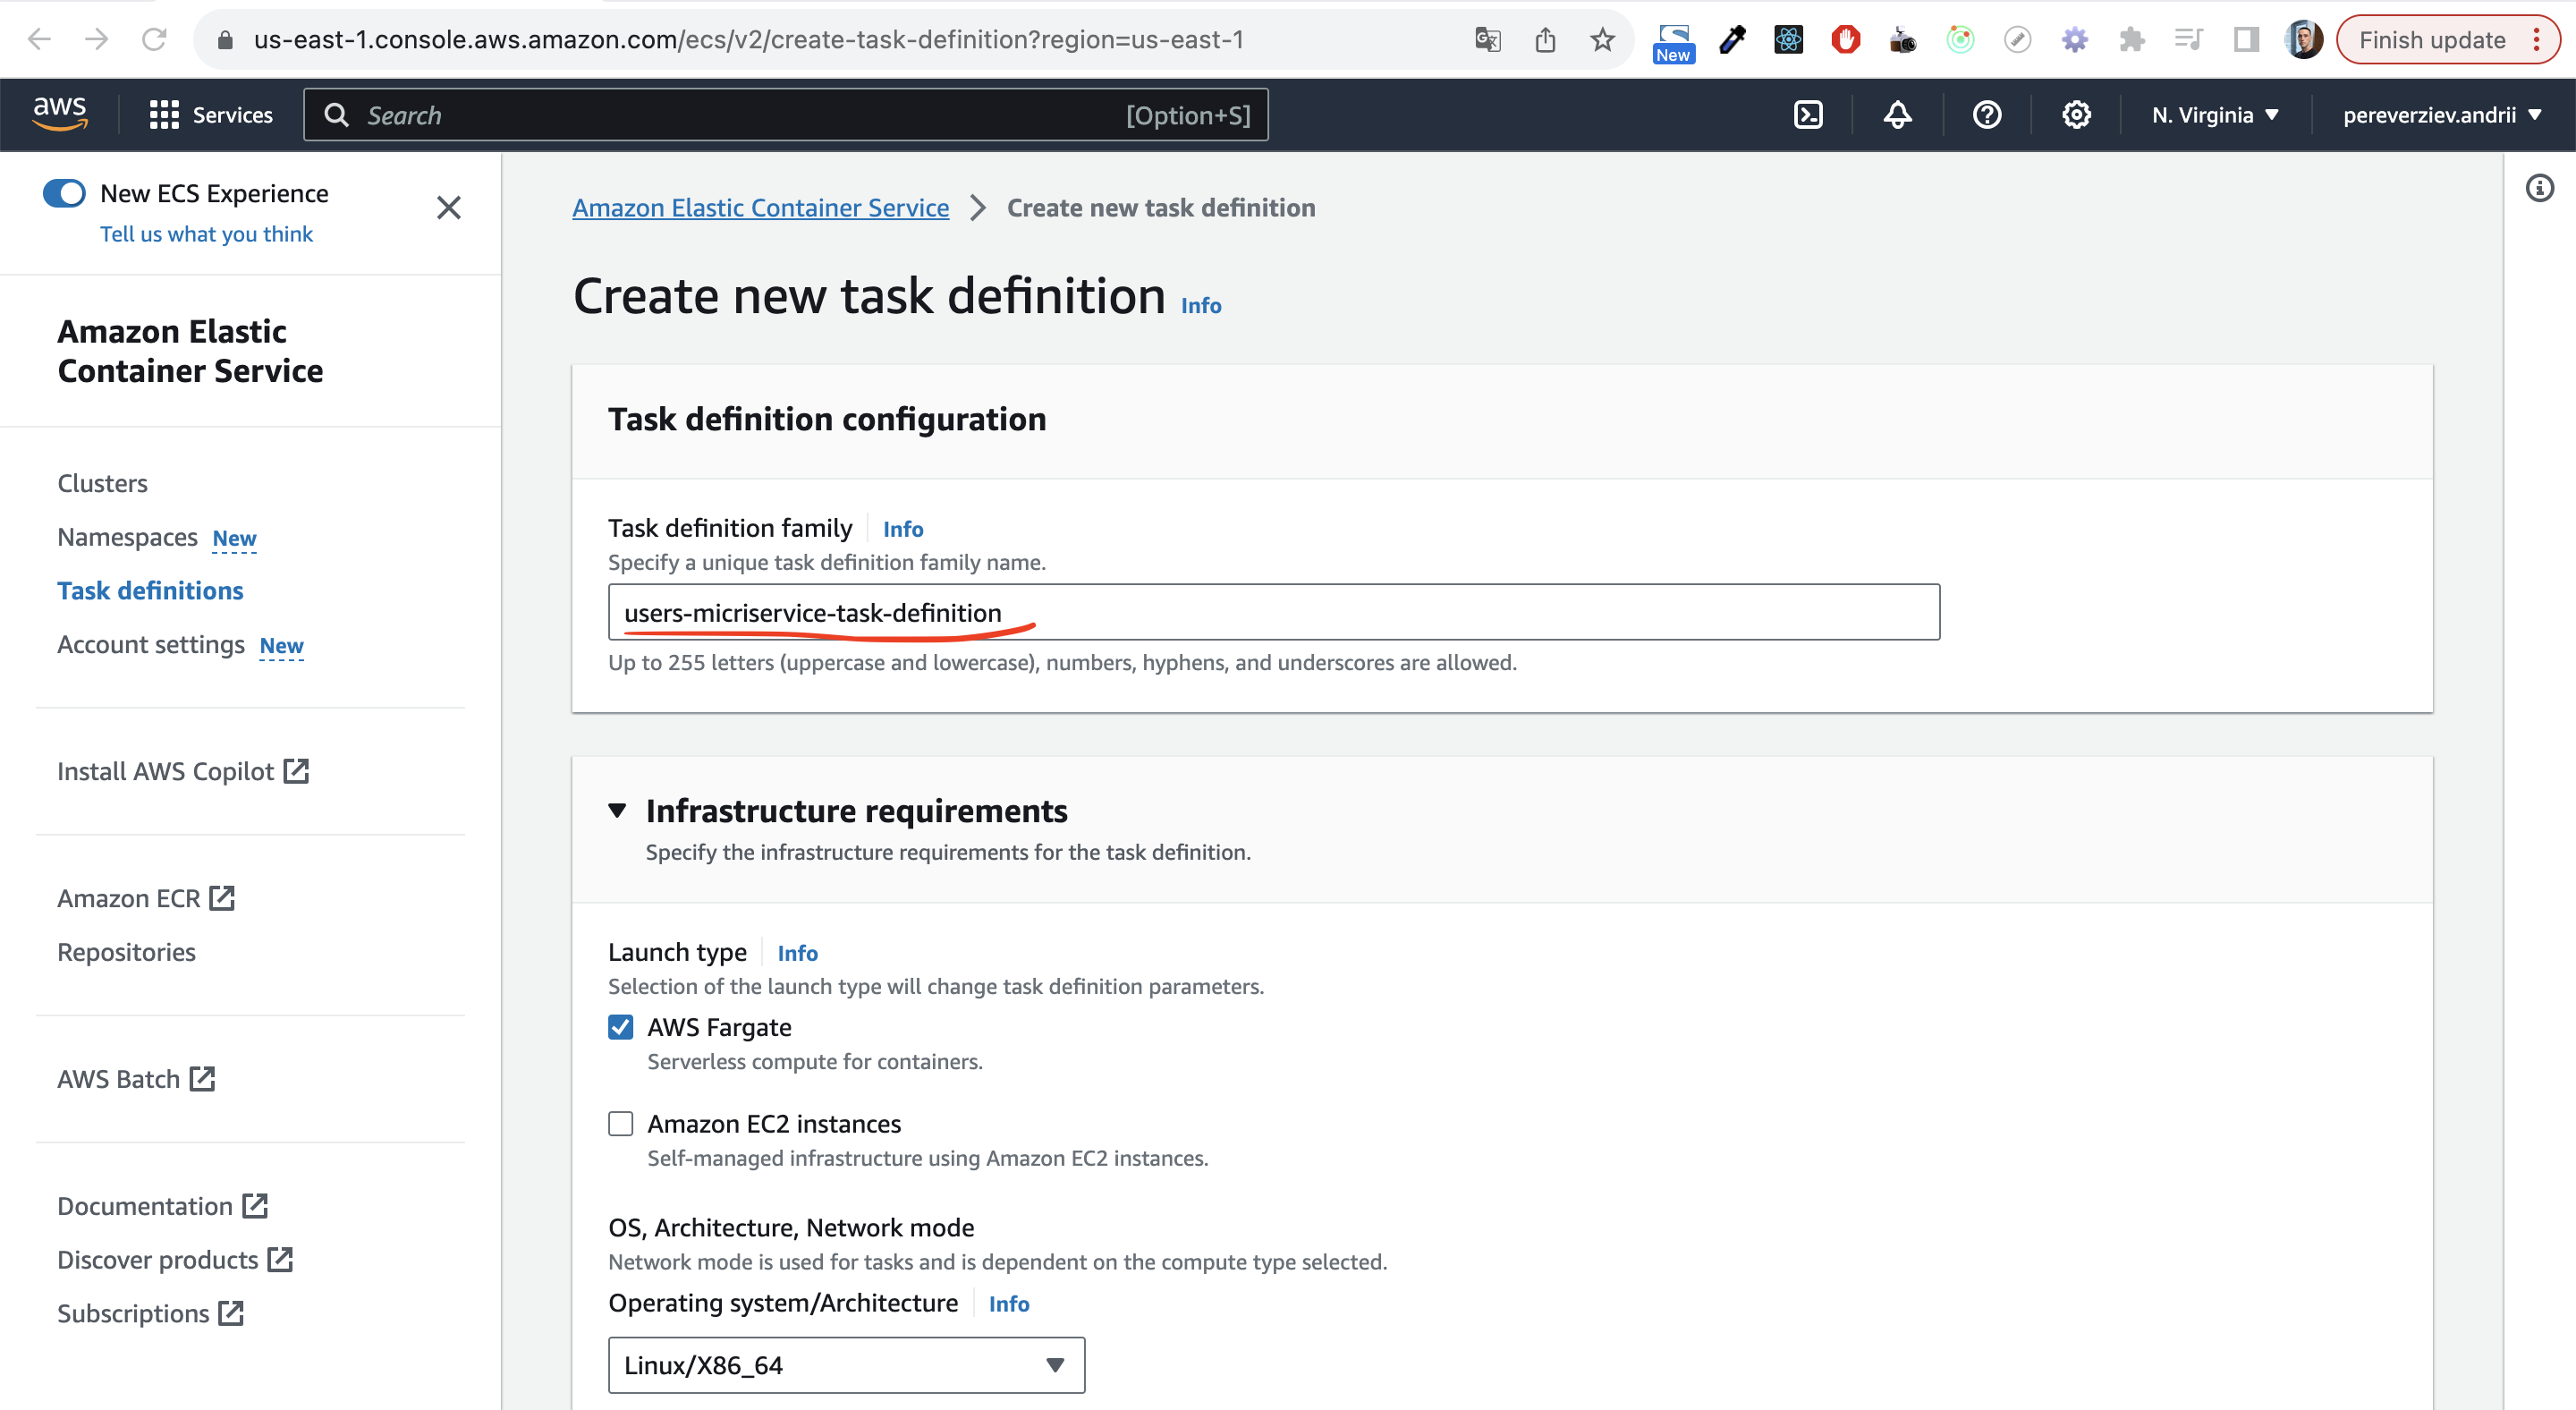 us-east-1.console.aws.amazon.com/ecs/v2/create-task-definition?region=us-east-1
New
Finish update
aws
Services
Search
[Option+S]
N. Virginia
pereverziev.andrii
New ECS Experience
Tell us what you think
Amazon Elastic
Container Service
Clusters
Namespaces New
Task definitions
Account settings New
Install AWS Copilot
Amazon ECR
Repositories
AWS Batch
Documentation
Discover products
Subscriptions
Amazon Elastic Container Service > Create new task definition
Create new task definition Info
Task definition configuration
Task definition family Info
Specify a unique task definition family name.
users-micriservice-task-definition
Up to 255 letters (uppercase and lowercase), numbers, hyphens, and underscores are allowed.
Infrastructure requirements
Specify the infrastructure requirements for the task definition.
Launch type Info
Selection of the launch type will change task definition parameters.
AWS Fargate
Serverless compute for containers.
Amazon EC2 instances
Self-managed infrastructure using Amazon EC2 instances.
OS, Architecture, Network mode
Network mode is used for tasks and is dependent on the compute type selected.
Operating system/Architecture Info
Linux/X86_64